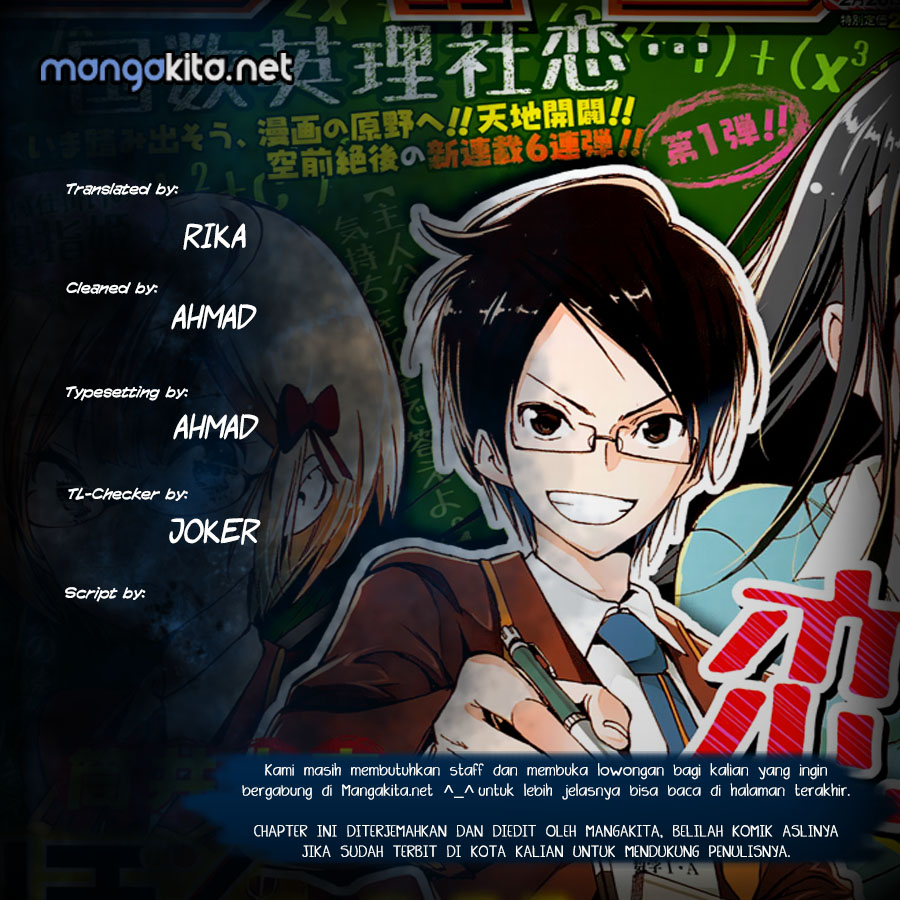 特別定価
mangakita.net
国数英理社恋…
) + (x³
いま踏み出そう、漫画の原野へ!!天地開闢!!
空前絶後の新連載6連弾!!
第1弾!!
Translated by:
RIKA
Cleaned by:
AHMAD
Typesetting by:
AHMAD
TL-Checker by:
JOKER
Script by:
Kami masih membutuhkan staff dan membuka lowongan bagi kalian yang ingin
bergabung di Mangakita.net ^_^ untuk lebih jelasnya bisa baca di halaman terakhir.
CHAPTER INI DITERJEMAHKAN DAN DIEDIT OLEH MANGAKITA, BELILAH KOMIK ASLINYA
JIKA SUDAH TERBIT DI KOTA KALIAN UNTUK MENDUKUNG PENULISNYA.